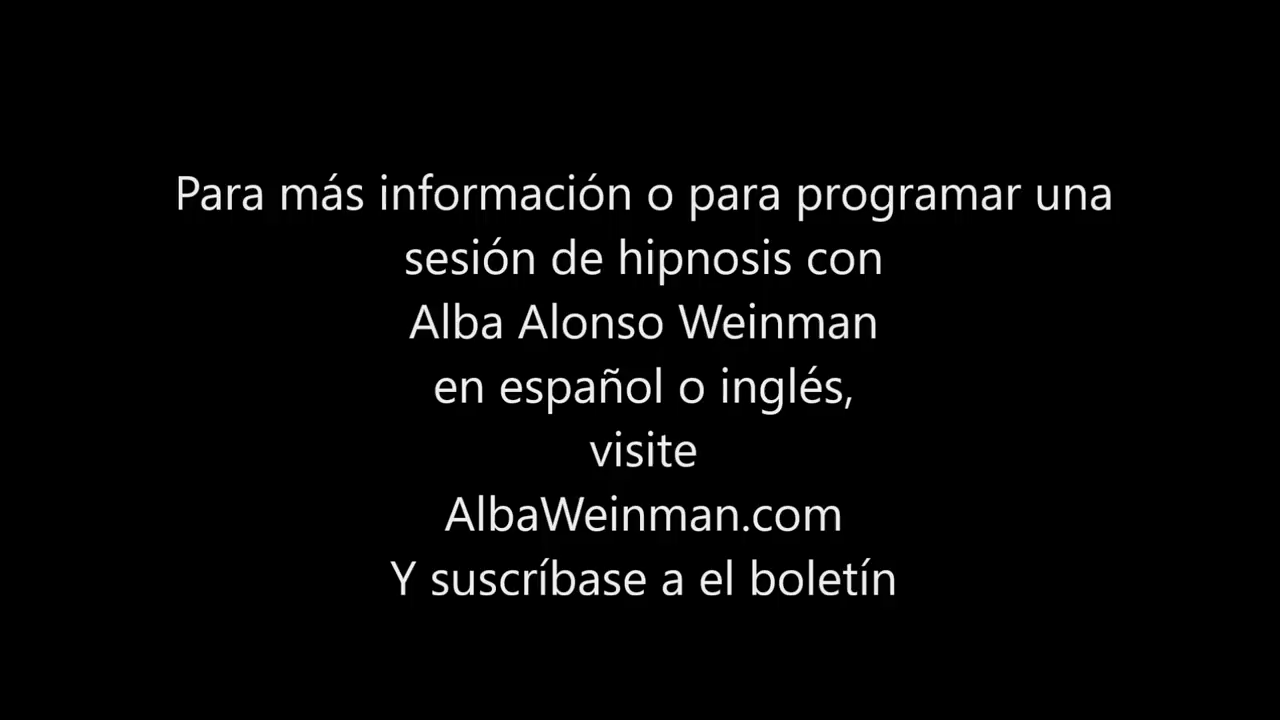 Para más información o para programar una
sesión de hipnosis con
Alba Alonso Weinman
en español o inglés,
visite
AlbaWeinman.com
Y suscríbase a el boletín